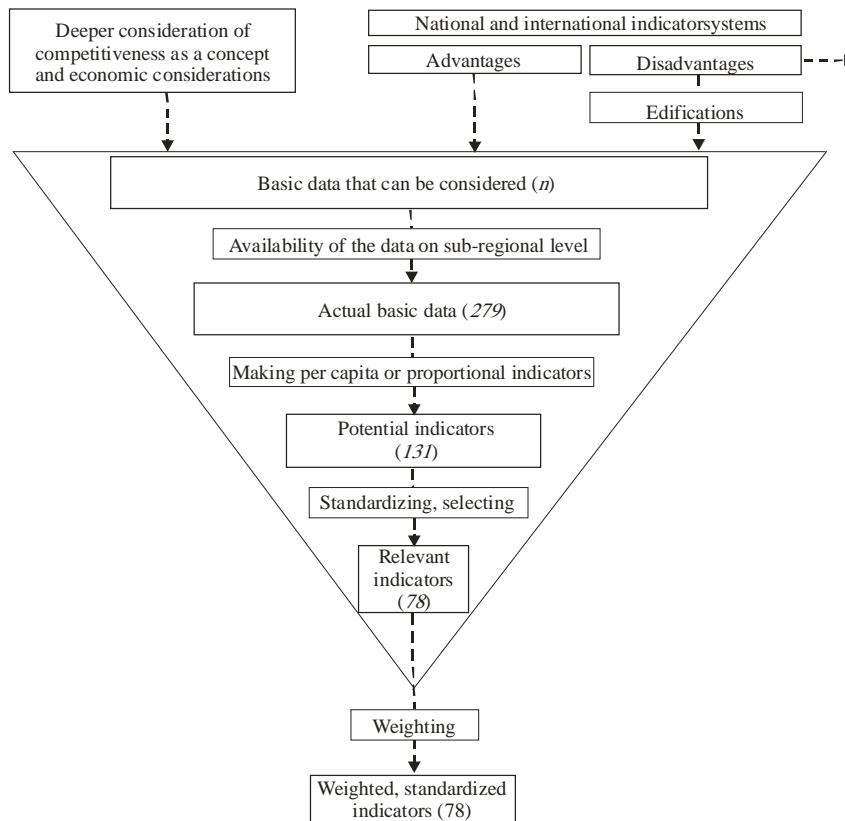 Deeper consideration of
competitiveness as a concept
and economic considerations
National and international indicatorsystems
Advantages
Disadvantages
Edifications
Basic data that can be considered (n)
Availability of the data on sub-regional level
Actual basic data (279)
Making per capita or proportional indicators
Potential indicators
(131)
Standardizing, selecting
Relevant
indicators
(78)
Weighting
Weighted, standardized
indicators (78)